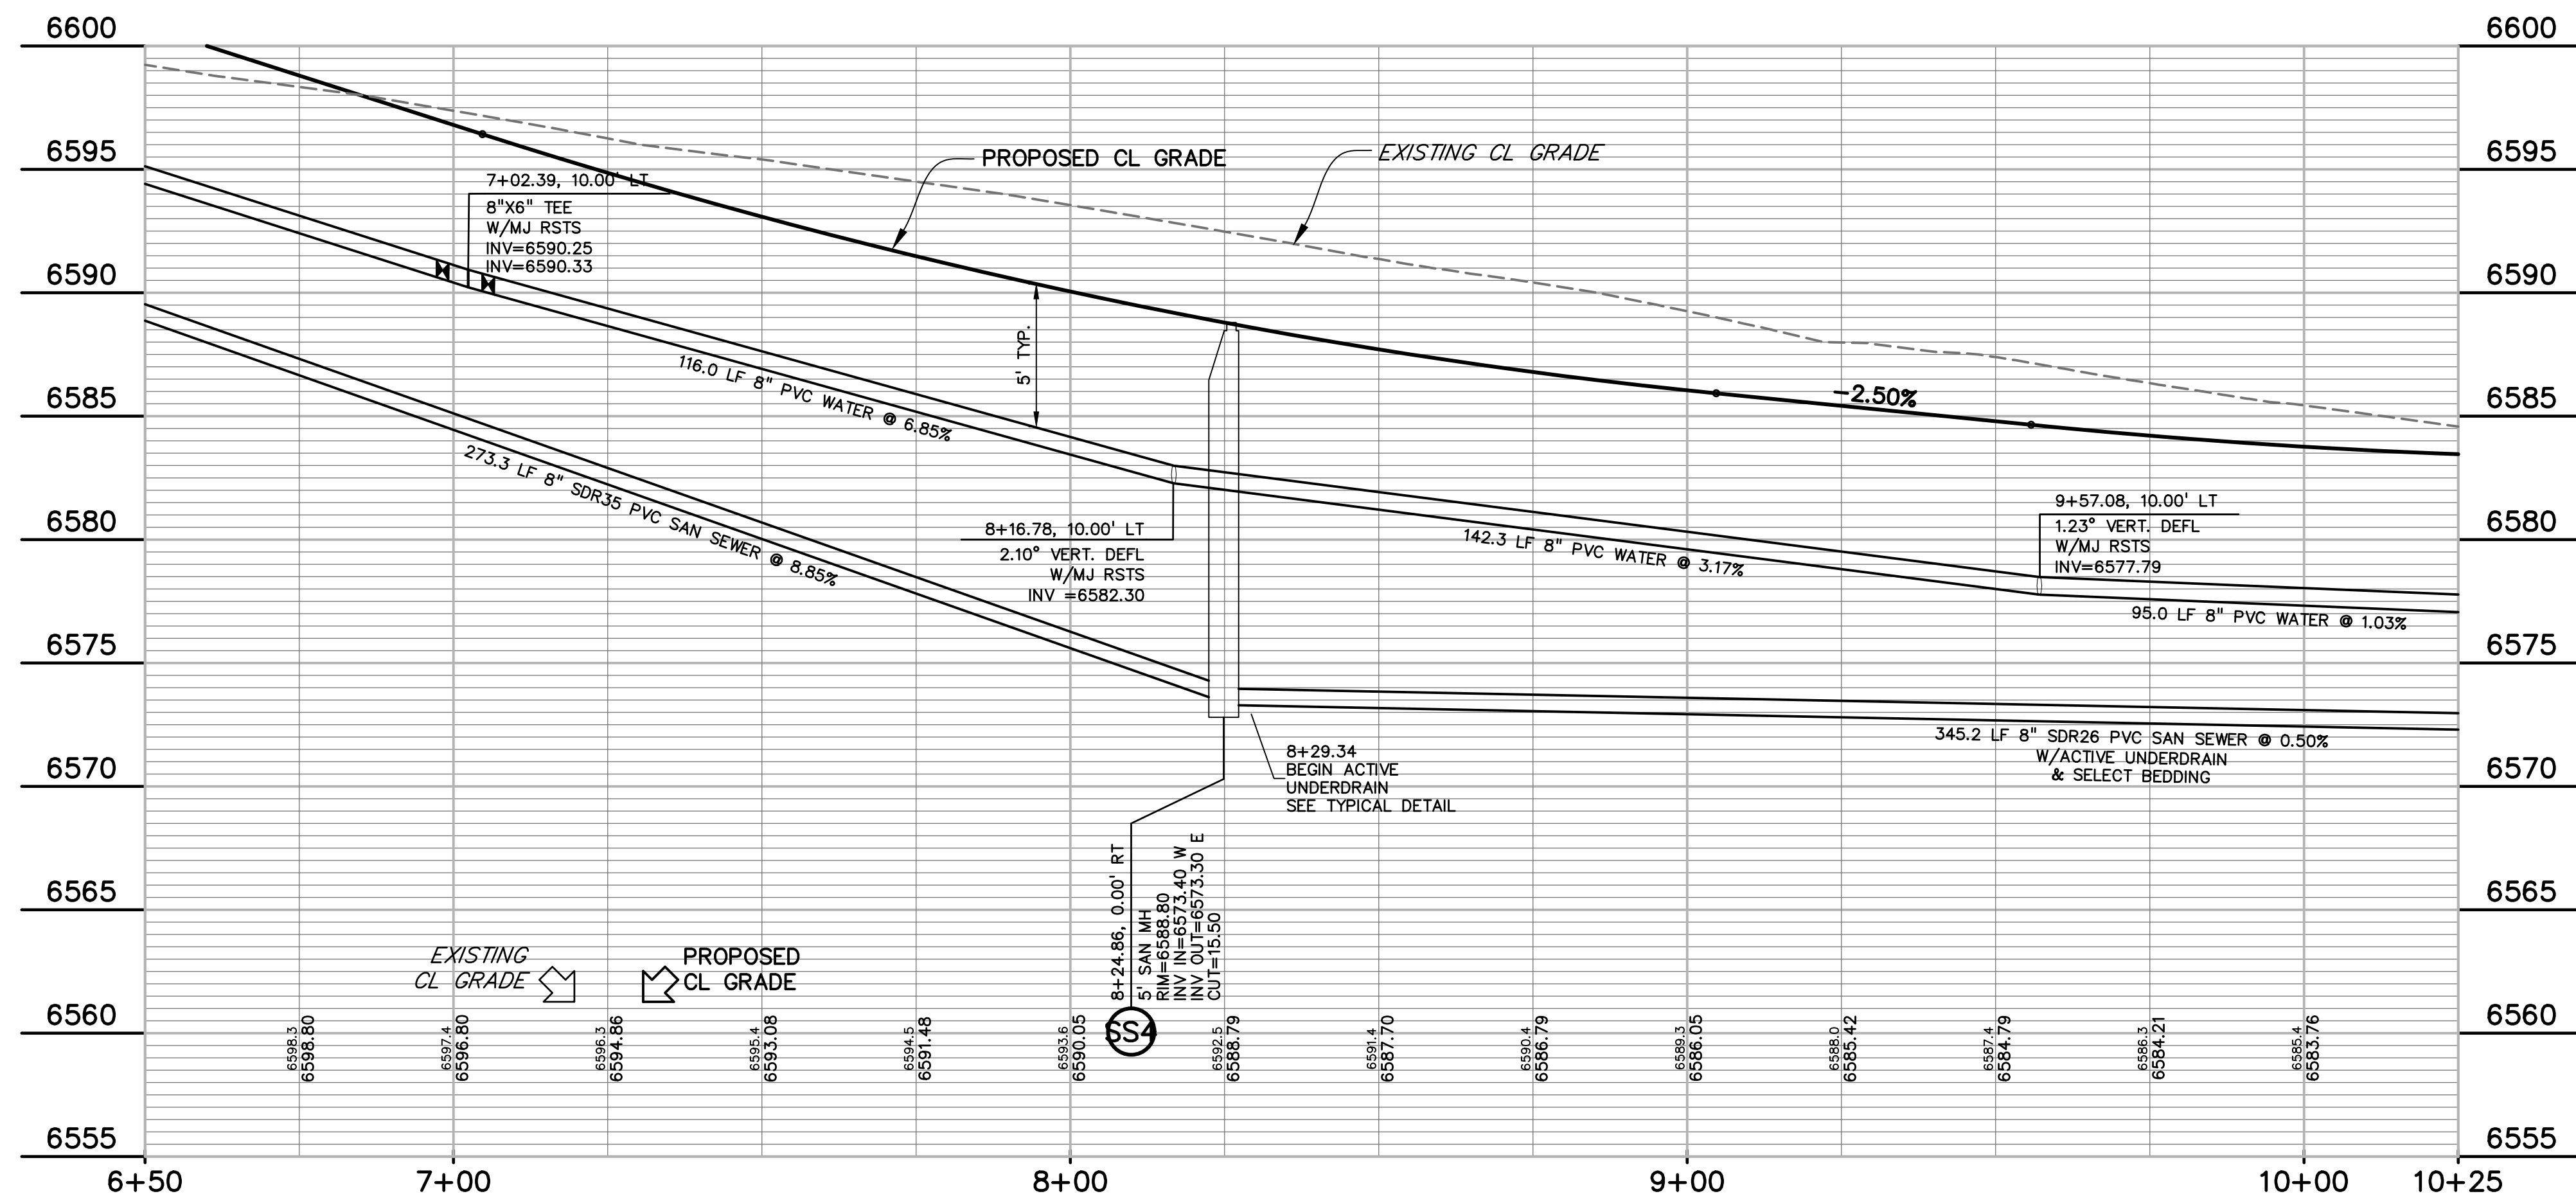 6600
6600
6595
6595
6590
6590
6585
6585
6580
6580
6575
6575
6570
6570
6565
6565
6560
6560
6555
6555
PROPOSED CL GRADE
EXISTING CL GRADE
7+02.39, 10.00' LT
8"X6" TEE
W/MJ RSTS
INV=6590.25
INV=6590.33
5' TYP.
116.0 LF 8" PVC WATER @ 6.85%
273.3 LF 8" SDR35 PVC SAN SEWER @ 8.85%
-2.50%
8+16.78, 10.00' LT
2.10° VERT. DEFL
W/MJ RSTS
INV =6582.30
142.3 LF 8" PVC WATER @ 3.17%
9+57.08, 10.00' LT
1.23° VERT. DEFL
W/MJ RSTS
INV=6577.79
95.0 LF 8" PVC WATER @ 1.03%
345.2 LF 8" SDR26 PVC SAN SEWER @ 0.50%
W/ACTIVE UNDERDRAIN
& SELECT BEDDING
8+29.34
BEGIN ACTIVE
UNDERDRAIN
SEE TYPICAL DETAIL
8+24.86, 0.00' RT
5' SAN MH
RIM=6588.80
INV IN=6573.40 W
INV OUT=6573.30 E
CUT=15.50
SS4
EXISTING
CL GRADE
PROPOSED
CL GRADE
6598.3
6598.80
6597.4
6596.80
6596.3
6594.86
6595.4
6593.08
6594.5
6591.48
6593.6
6590.05
6592.5
6588.79
6591.4
6587.70
6590.4
6586.79
6589.3
6586.05
6588.0
6585.42
6587.4
6584.79
6586.3
6584.21
6585.4
6583.76
6+50
7+00
8+00
9+00
10+00
10+25